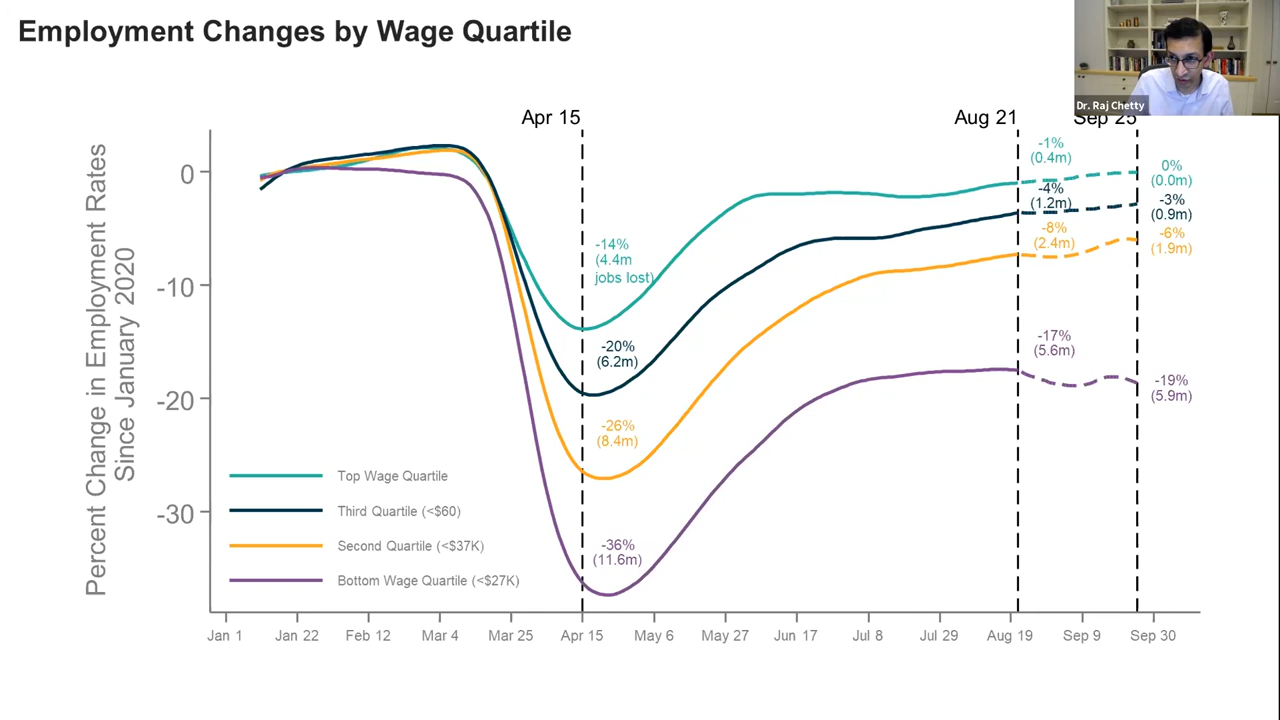 Employment Changes by Wage Quartile
Dr. Raj Chetty
Apr 15
Aug 21
Sep 25
Percent Change in Employment Rates
Since January 2020
0
-10
-20
-30
-14%
(4.4m
jobs lost)
-20%
(6.2m)
-26%
(8.4m)
-36%
(11.6m)
-1%
(0.4m)
-4%
(1.2m)
-8%
(2.4m)
-17%
(5.6m)
0%
(0.0m)
-3%
(0.9m)
-6%
(1.9m)
-19%
(5.9m)
Top Wage Quartile
Third Quartile (<$60)
Second Quartile (<$37K)
Bottom Wage Quartile (<$27K)
Jan 1
Jan 22
Feb 12
Mar 4
Mar 25
Apr 15
May 6
May 27
Jun 17
Jul 8
Jul 29
Aug 19
Sep 9
Sep 30